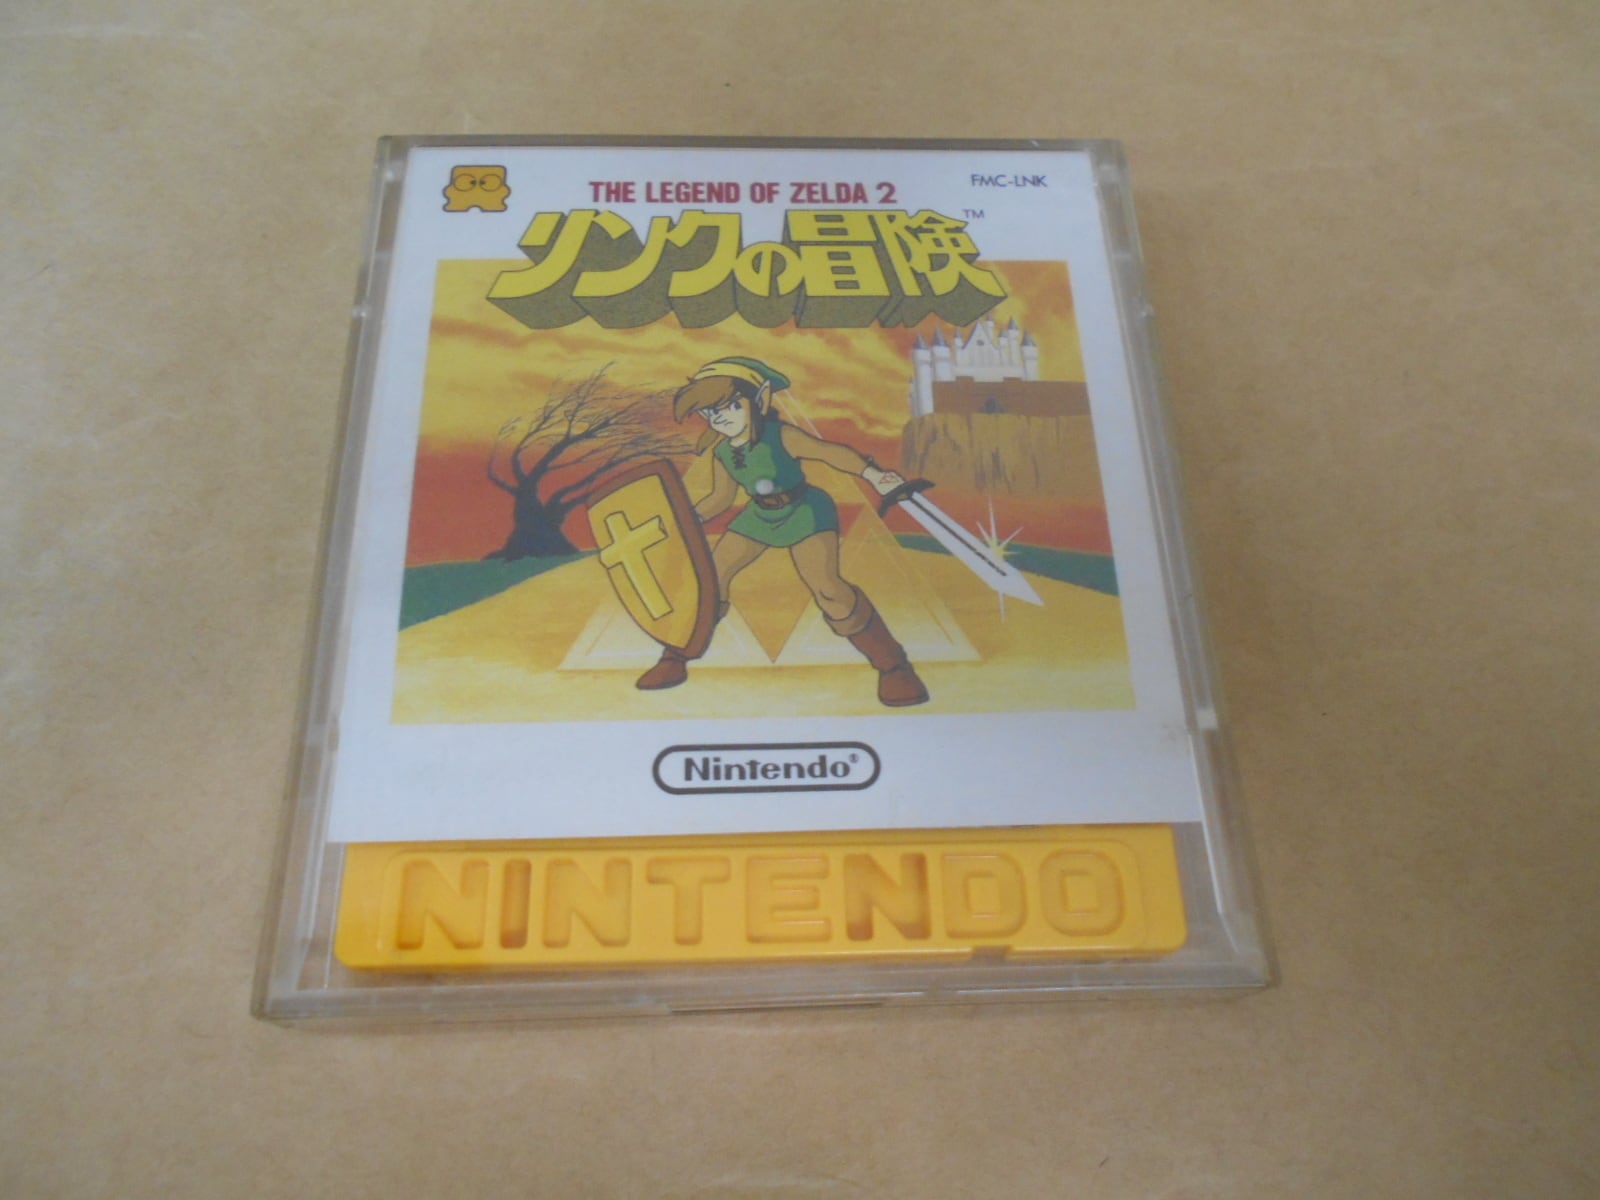 THE LEGEND OF ZELDA 2
FMC-LNK
リンクの冒険™
Nintendo®
NINTENDO